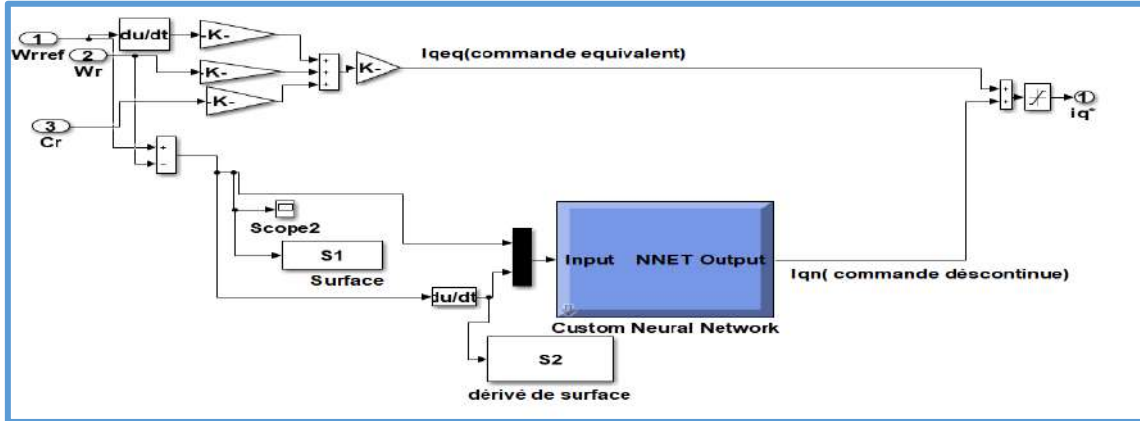 1
Wrref
du/dt
-K-
2
Wr
-K-
+
+
+
K-
Iqeq(commande equivalent)
-K-
3
Cr
+
+
1
iq*
+
−
Scope2
S1
Surface
du/dt
Input NNET Output
Iqn( commande déscontinue)
Custom Neural Network
S2
dérivé de surface